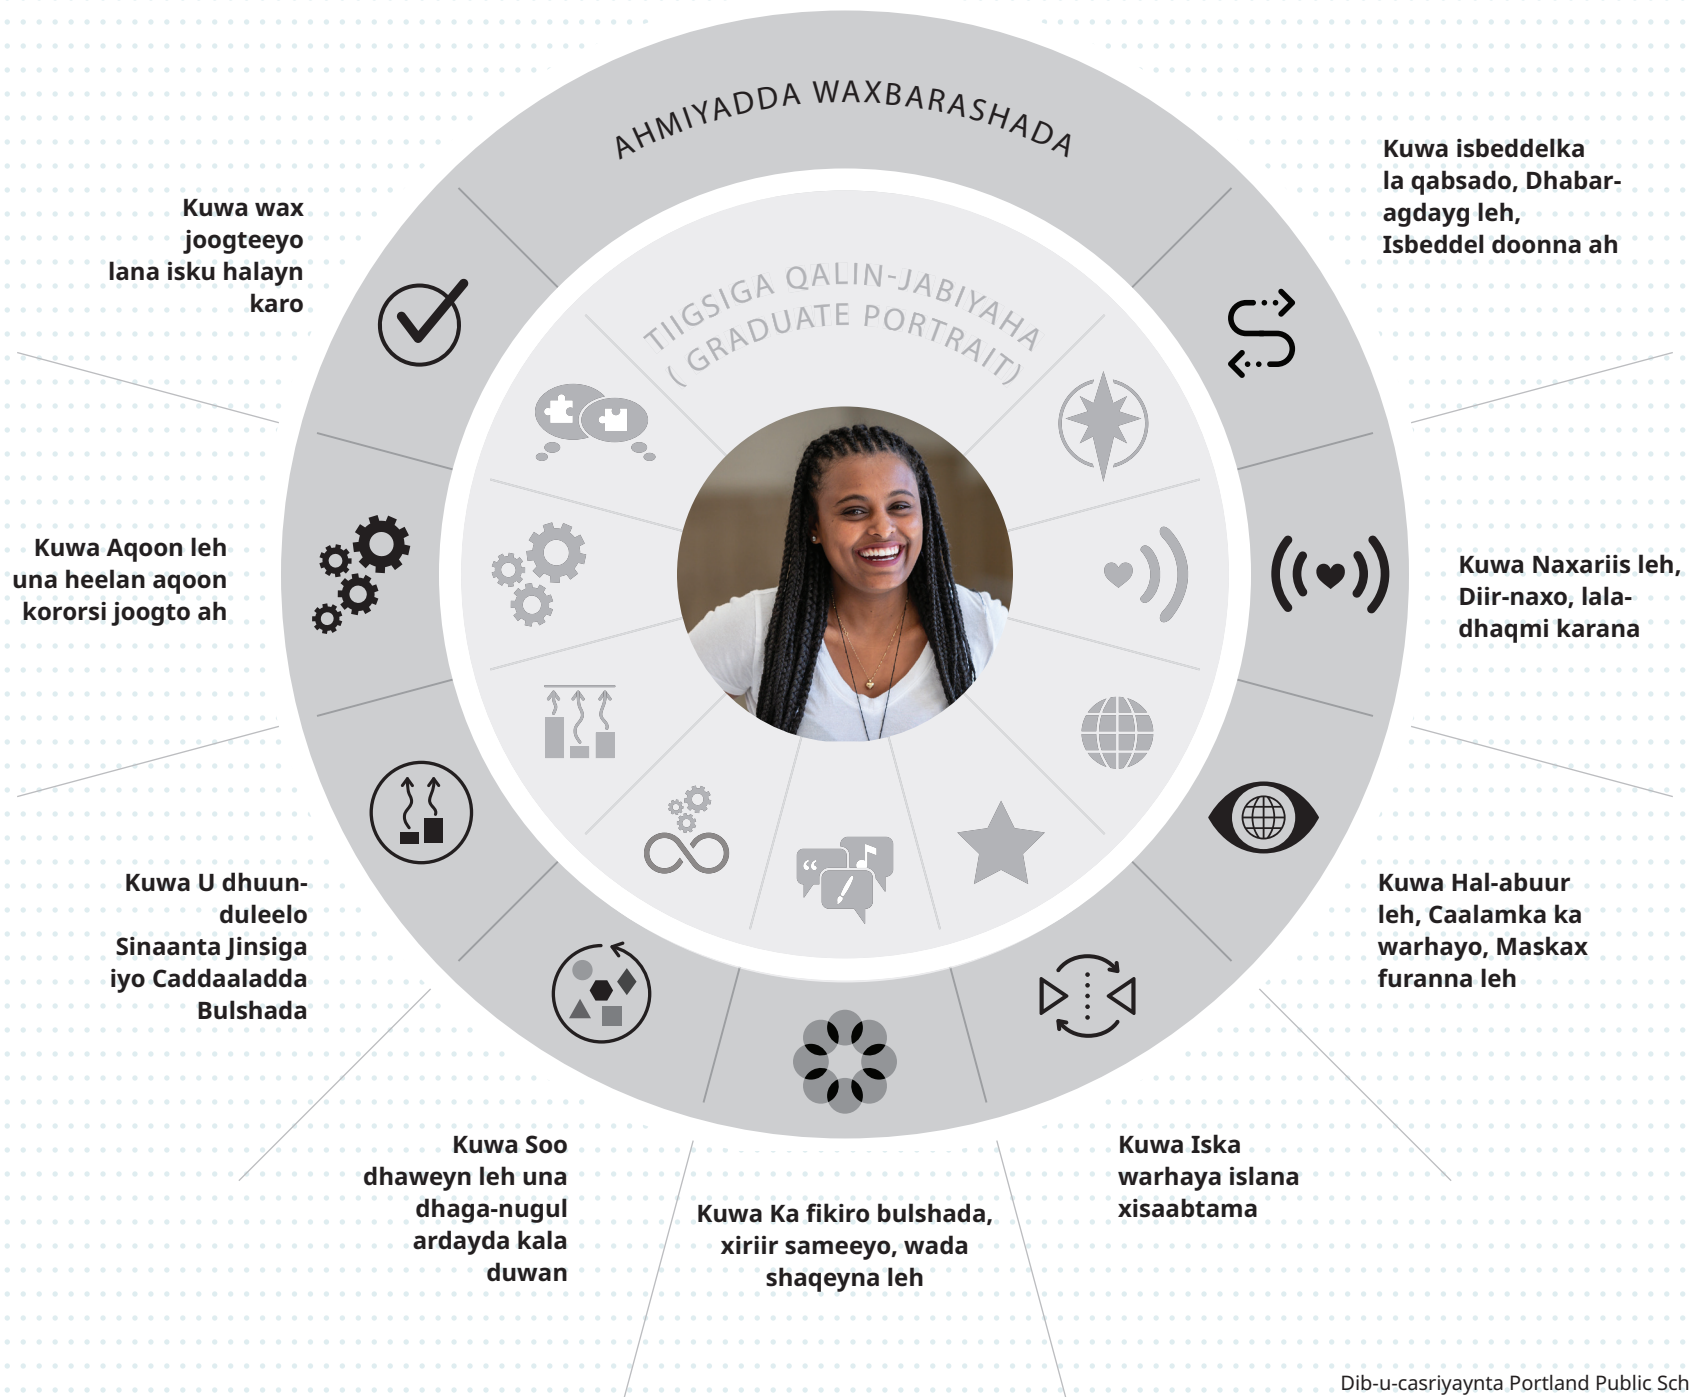 AHMIYADDA WAXBARASHADA
TIIGSIGA QALIN-JABIYAHA
( GRADUATE PORTRAIT)
Kuwa isbeddelka
la qabsado, Dhabar-
agdayg leh,
Isbeddel doonna ah
Kuwa Naxariis leh,
Diir-naxo, lala-
dhaqmi karana
Kuwa Hal-abuur
leh, Caalamka ka
warhayo, Maskax
furanna leh
Kuwa Iska
warhaya islana
xisaabtama
Kuwa Ka fikiro bulshada,
xiriir sameeyo, wada
shaqeyna leh
Kuwa Soo
dhaweyn leh una
dhaga-nugul
ardayda kala
duwan
Kuwa U dhuun-
duleelo
Sinaanta Jinsiga
iyo Caddaaladda
Bulshada
Kuwa Aqoon leh
una heelan aqoon
kororsi joogto ah
Kuwa wax
joogteeyo
lana isku halayn
karo
Dib-u-casriyaynta Portland Public Sch